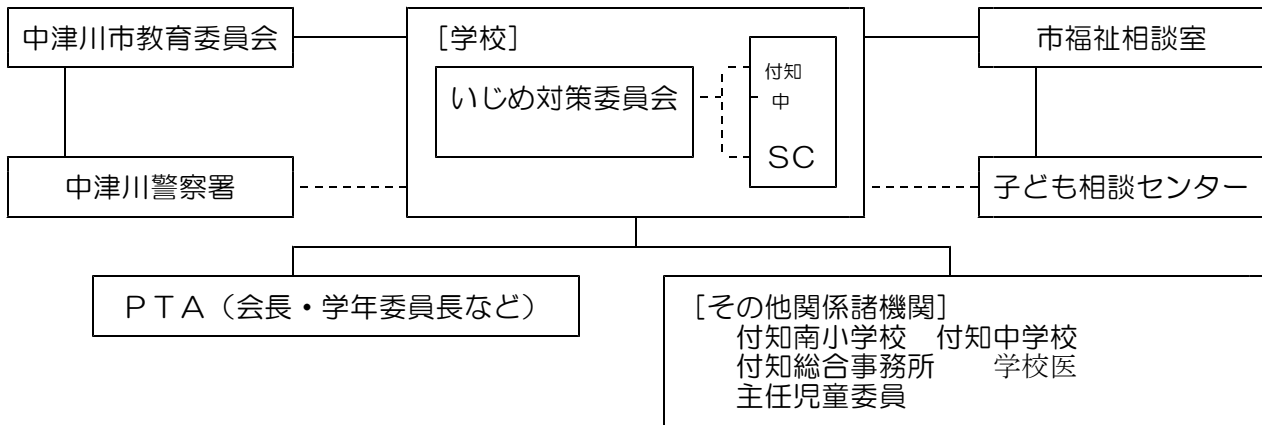 中津川市教育委員会
[学校]
市福祉相談室
いじめ対策委員会
付知
中
SC
中津川警察署
子ども相談センター
PTA（会長・学年委員長など）
[その他関係諸機関]
付知南小学校　付知中学校
付知総合事務所　学校医
主任児童委員